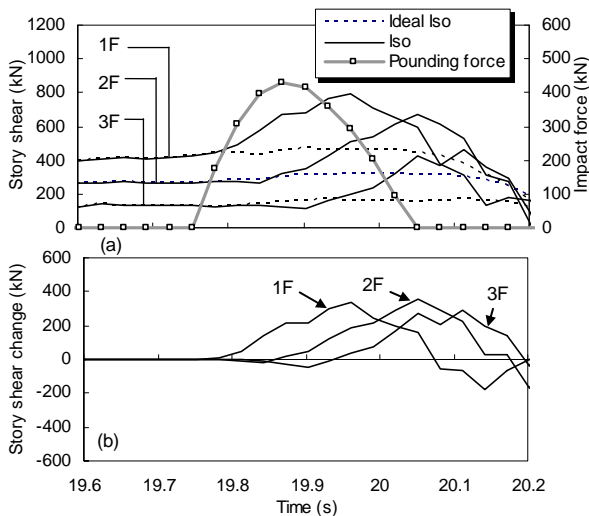 Ideal Iso
Iso
Pounding force
1200
1000
800
600
400
200
0
Story shear (kN)
600
500
400
300
200
100
0
Impact force (kN)
1F
2F
3F
(a)
600
400
200
0
-200
-400
-600
Story shear change (kN)
1F
2F
3F
(b)
19.6
19.7
19.8
19.9
20
20.1
20.2
Time (s)